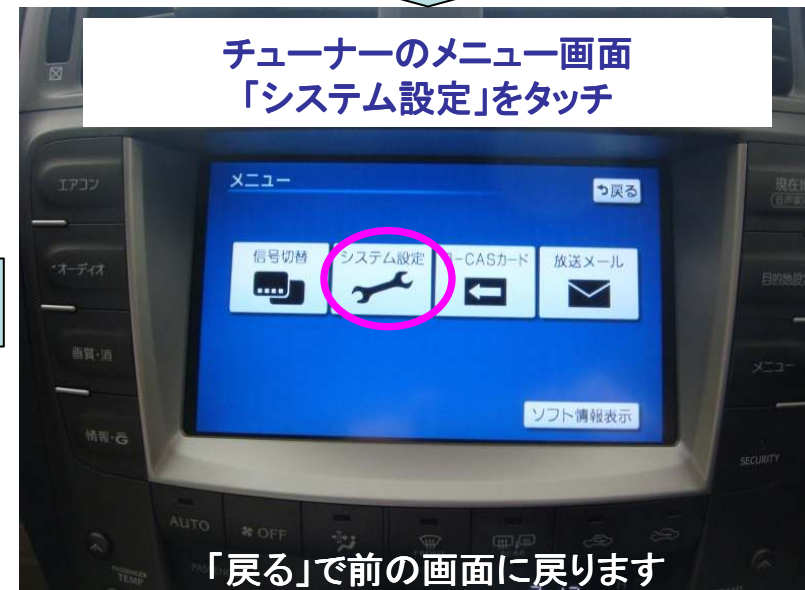 チューナーのメニュー画面
「システム設定」をタッチ
メニュー
戻る
信号切替
システム設定
-CASカード
放送メール
ソフト情報表示
エアコン
・オーディオ
画質・消
情報・G
現在
目的地
メニュー
SECURITY
AUTO
OFF
PASSENGER
TEMP
「戻る」で前の画面に戻ります